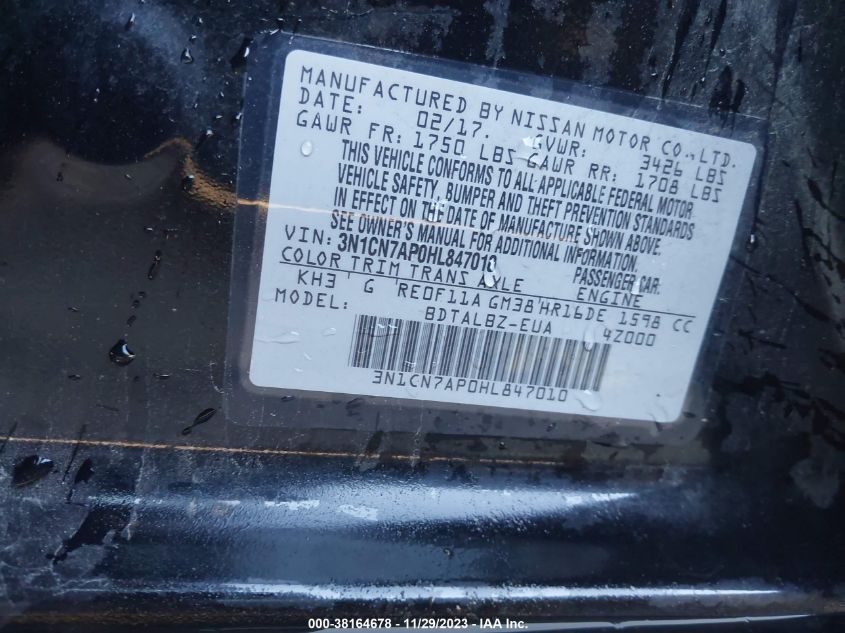 MANUFACTURED BY NISSAN MOTOR CO.,LTD.
DATE: 02/17. GVWR: 3426 LBS
GAWR FR: 1750 LBS GAWR RR: 1708 LBS
THIS VEHICLE CONFORMS TO ALL APPLICABLE FEDERAL MOTOR
VEHICLE SAFETY, BUMPER AND THEFT PREVENTION STANDARDS
IN EFFECT ON THE DATE OF MANUFACTURE SHOWN ABOVE.
SEE OWNER'S MANUAL FOR ADDITIONAL INFORMATION.
VIN: 3N1CN7AP0HL847010 PASSENGER CAR
COLOR TRIM TRANS AXLE ENGINE
KH3 G RE0F11A GM38 HR16DE 1598 CC
MODEL: BDTALBZ-EUA 4Z000
3N1CN7AP0HL847010
000-38164678 - 11/29/2023 - IAA Inc.